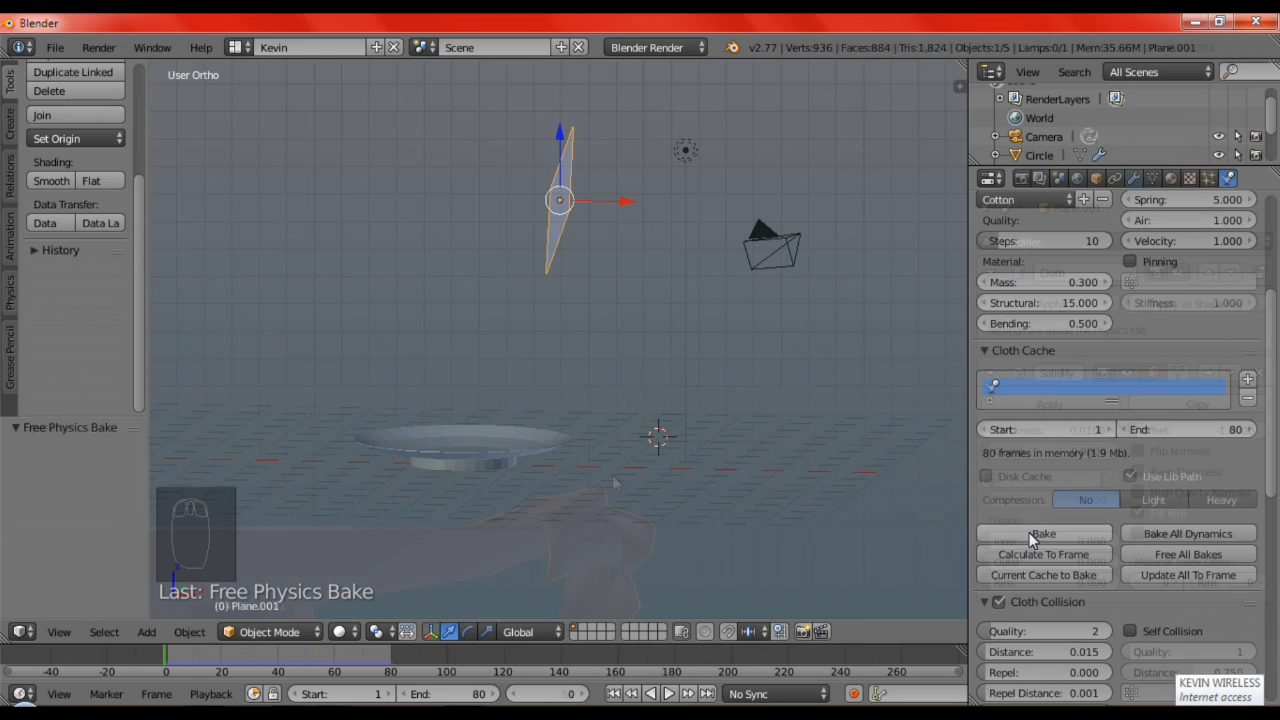 Blender
File Render Window Help Kevin Scene Blender Render v2.77 | Verts:936 | Faces:884 | Tris:1,824 | Objects:1/5 | Lamps:0/1 | Mem:35.66M | Plane.001
Tools
Create
Relations
Animation
Physics
Grease Pencil
Duplicate Linked
Delete
Join
Set Origin
Shading:
Smooth Flat
Data Transfer:
Data Data La
History
Free Physics Bake
User Ortho
Last: Free Physics Bake
(0) Plane.001
View Select Add Object Object Mode Global
-40 -20 0 20 40 60 80 100 120 140 160 180 200 220 240 260
View Marker Frame Playback Start: 1 End: 80 0 No Sync
View Search All Scenes
RenderLayers
World
Camera
Circle
Cotton Spring: 5.000
Quality: Air: 1.000
Steps: 10 Velocity: 1.000
Material: Pinning
Mass: 0.300
Structural: 15.000 Stiffness: 1.000
Bending: 0.500
Cloth Cache
Start: 1 End: 80
80 frames in memory (1.9 Mb).
Disk Cache Use Lib Path
Compression: No Light Heavy
Bake Bake All Dynamics
Calculate To Frame Free All Bakes
Current Cache to Bake Update All To Frame
Cloth Collision
Quality: 2 Self Collision
Distance: 0.015 Quality: 1
Repel: 0.000 Distance: 0.750
Repel Distance: 0.001
KEVIN WIRELESS
Internet access